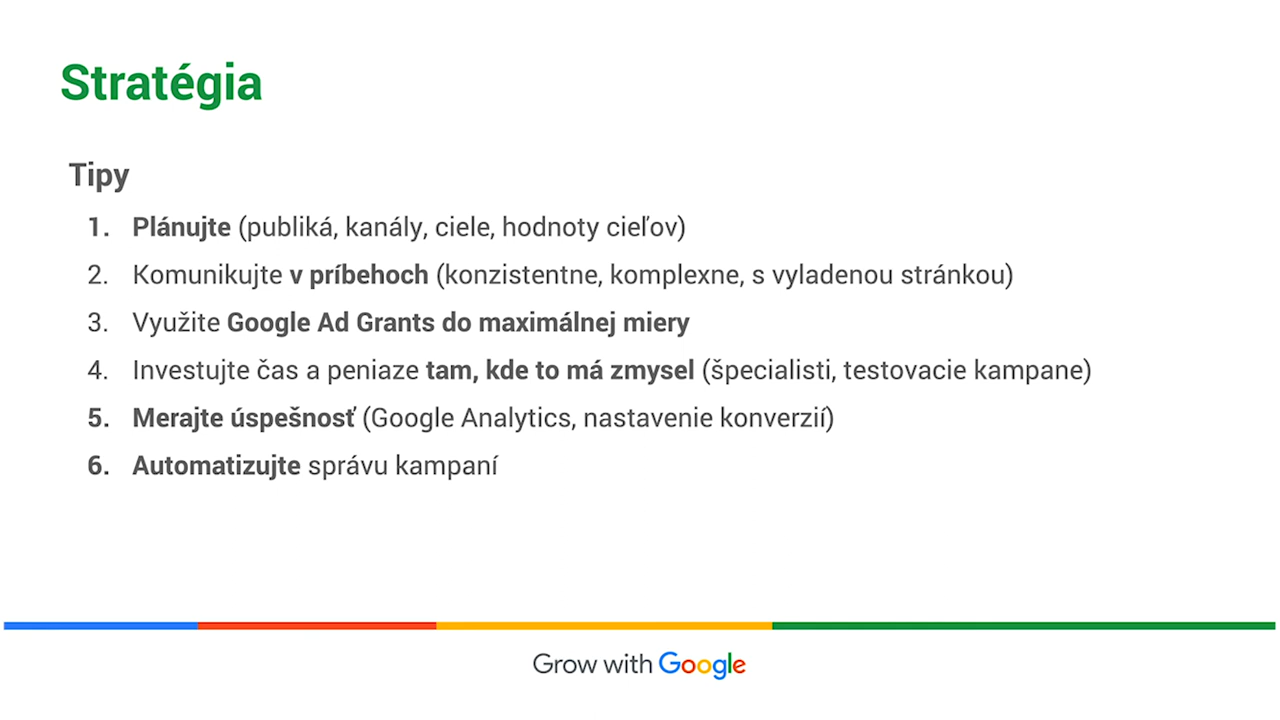 Stratégia
Tipy
1. Plánujte (publiká, kanály, ciele, hodnoty cieľov)
2. Komunikujte v príbehoch (konzistentne, komplexne, s vyladenou stránkou)
3. Využite Google Ad Grants do maximálnej miery
4. Investujte čas a peniaze tam, kde to má zmysel (špecialisti, testovacie kampane)
5. Merajte úspešnosť (Google Analytics, nastavenie konverzií)
6. Automatizujte správu kampaní
Grow with Google